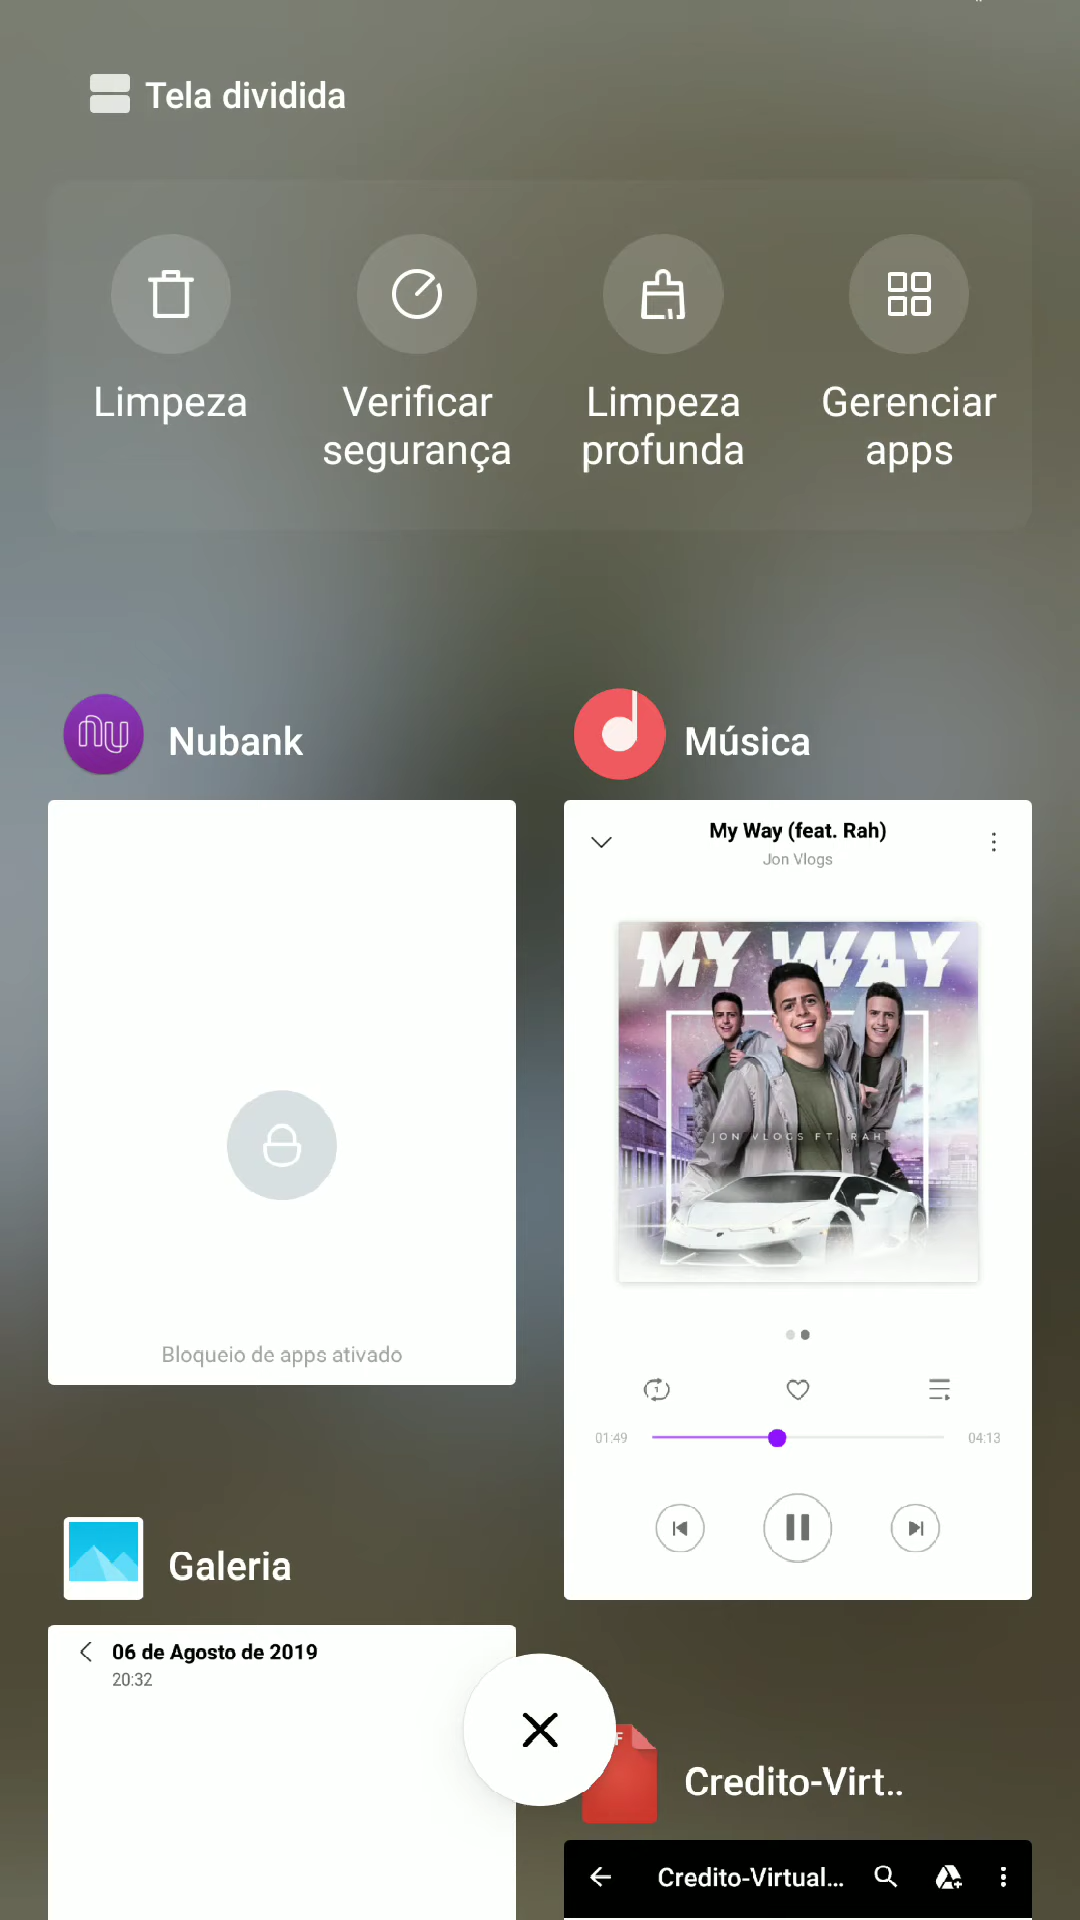 Tela dividida
Limpeza
Verificar
segurança
Limpeza
profunda
Gerenciar
apps
nu
Nubank
Música
My Way (feat. Rah)
Jon Vlogs
MY WAY
JON VLOGS FT. RAH
Bloqueio de apps ativado
1
01:49
04:13
Galeria
06 de Agosto de 2019
20:32
F
Credito-Virt..
Credito-Virtual...